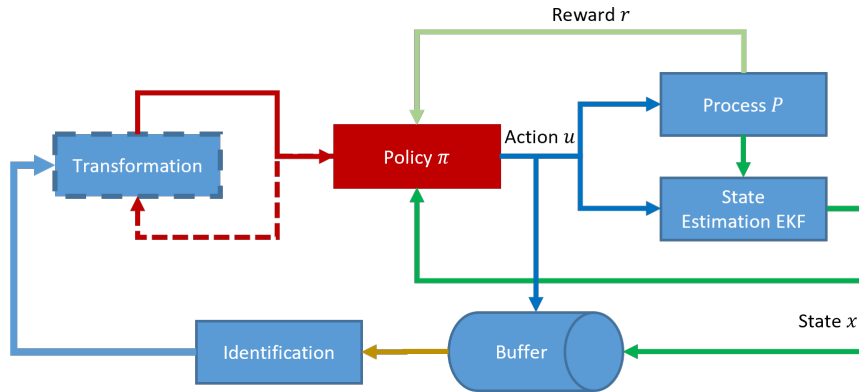 Reward r
Process P
Action u
Transformation
Policy π
State
Estimation EKF
State x
Identification
Buffer